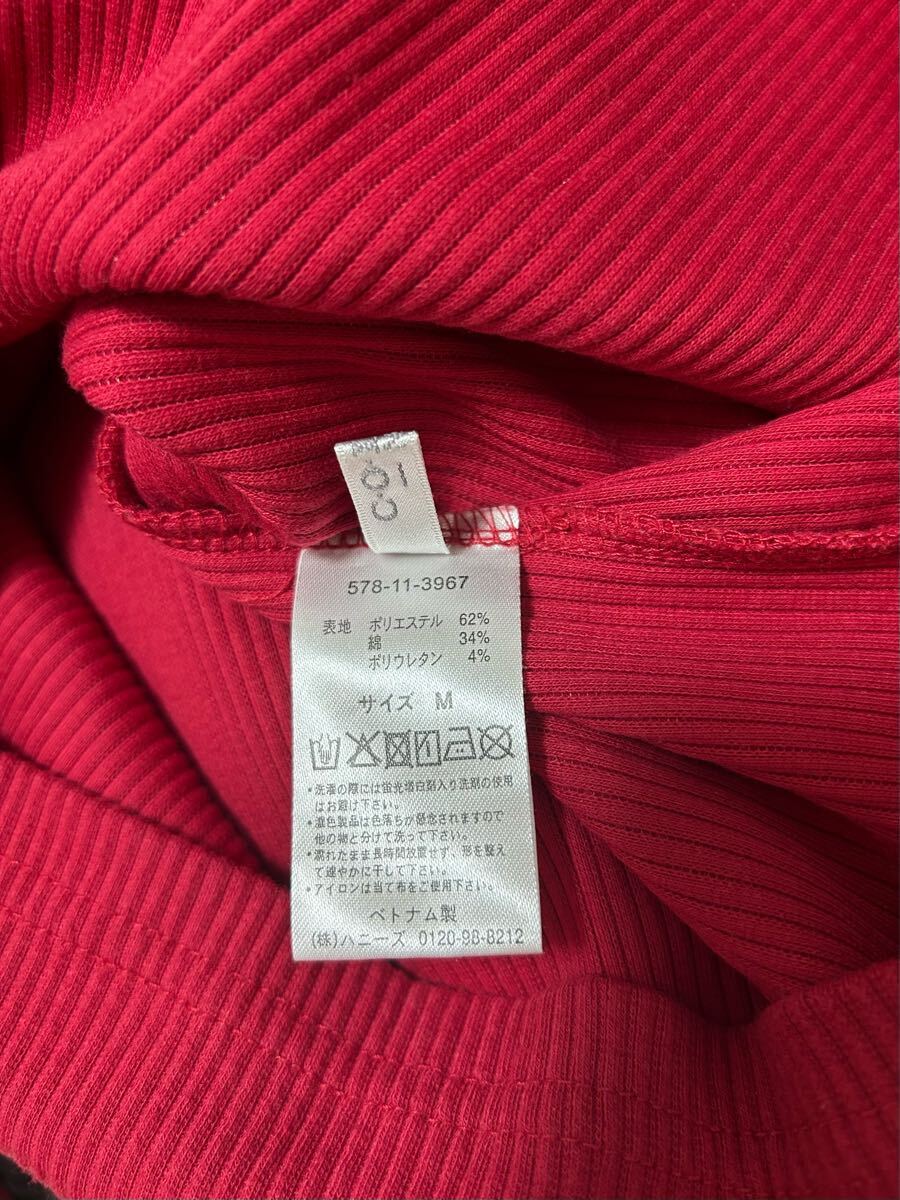 C·O1
578-11-3967
表地 ポリエステル 62%
綿 34%
ポリウレタン 4%
サイズ M
•洗濯の際には蛍光増白剤入り洗剤の使用
はお避け下さい。
•濃色製品は色落ちが懸念されますので
他の物と分けて洗って下さい。
•濡れたまま長時間放置せず、形を整え
て速やかに干して下さい。
•アイロンは当て布をご使用下さい。
ベトナム製
(株)ハニーズ 0120-98-8212